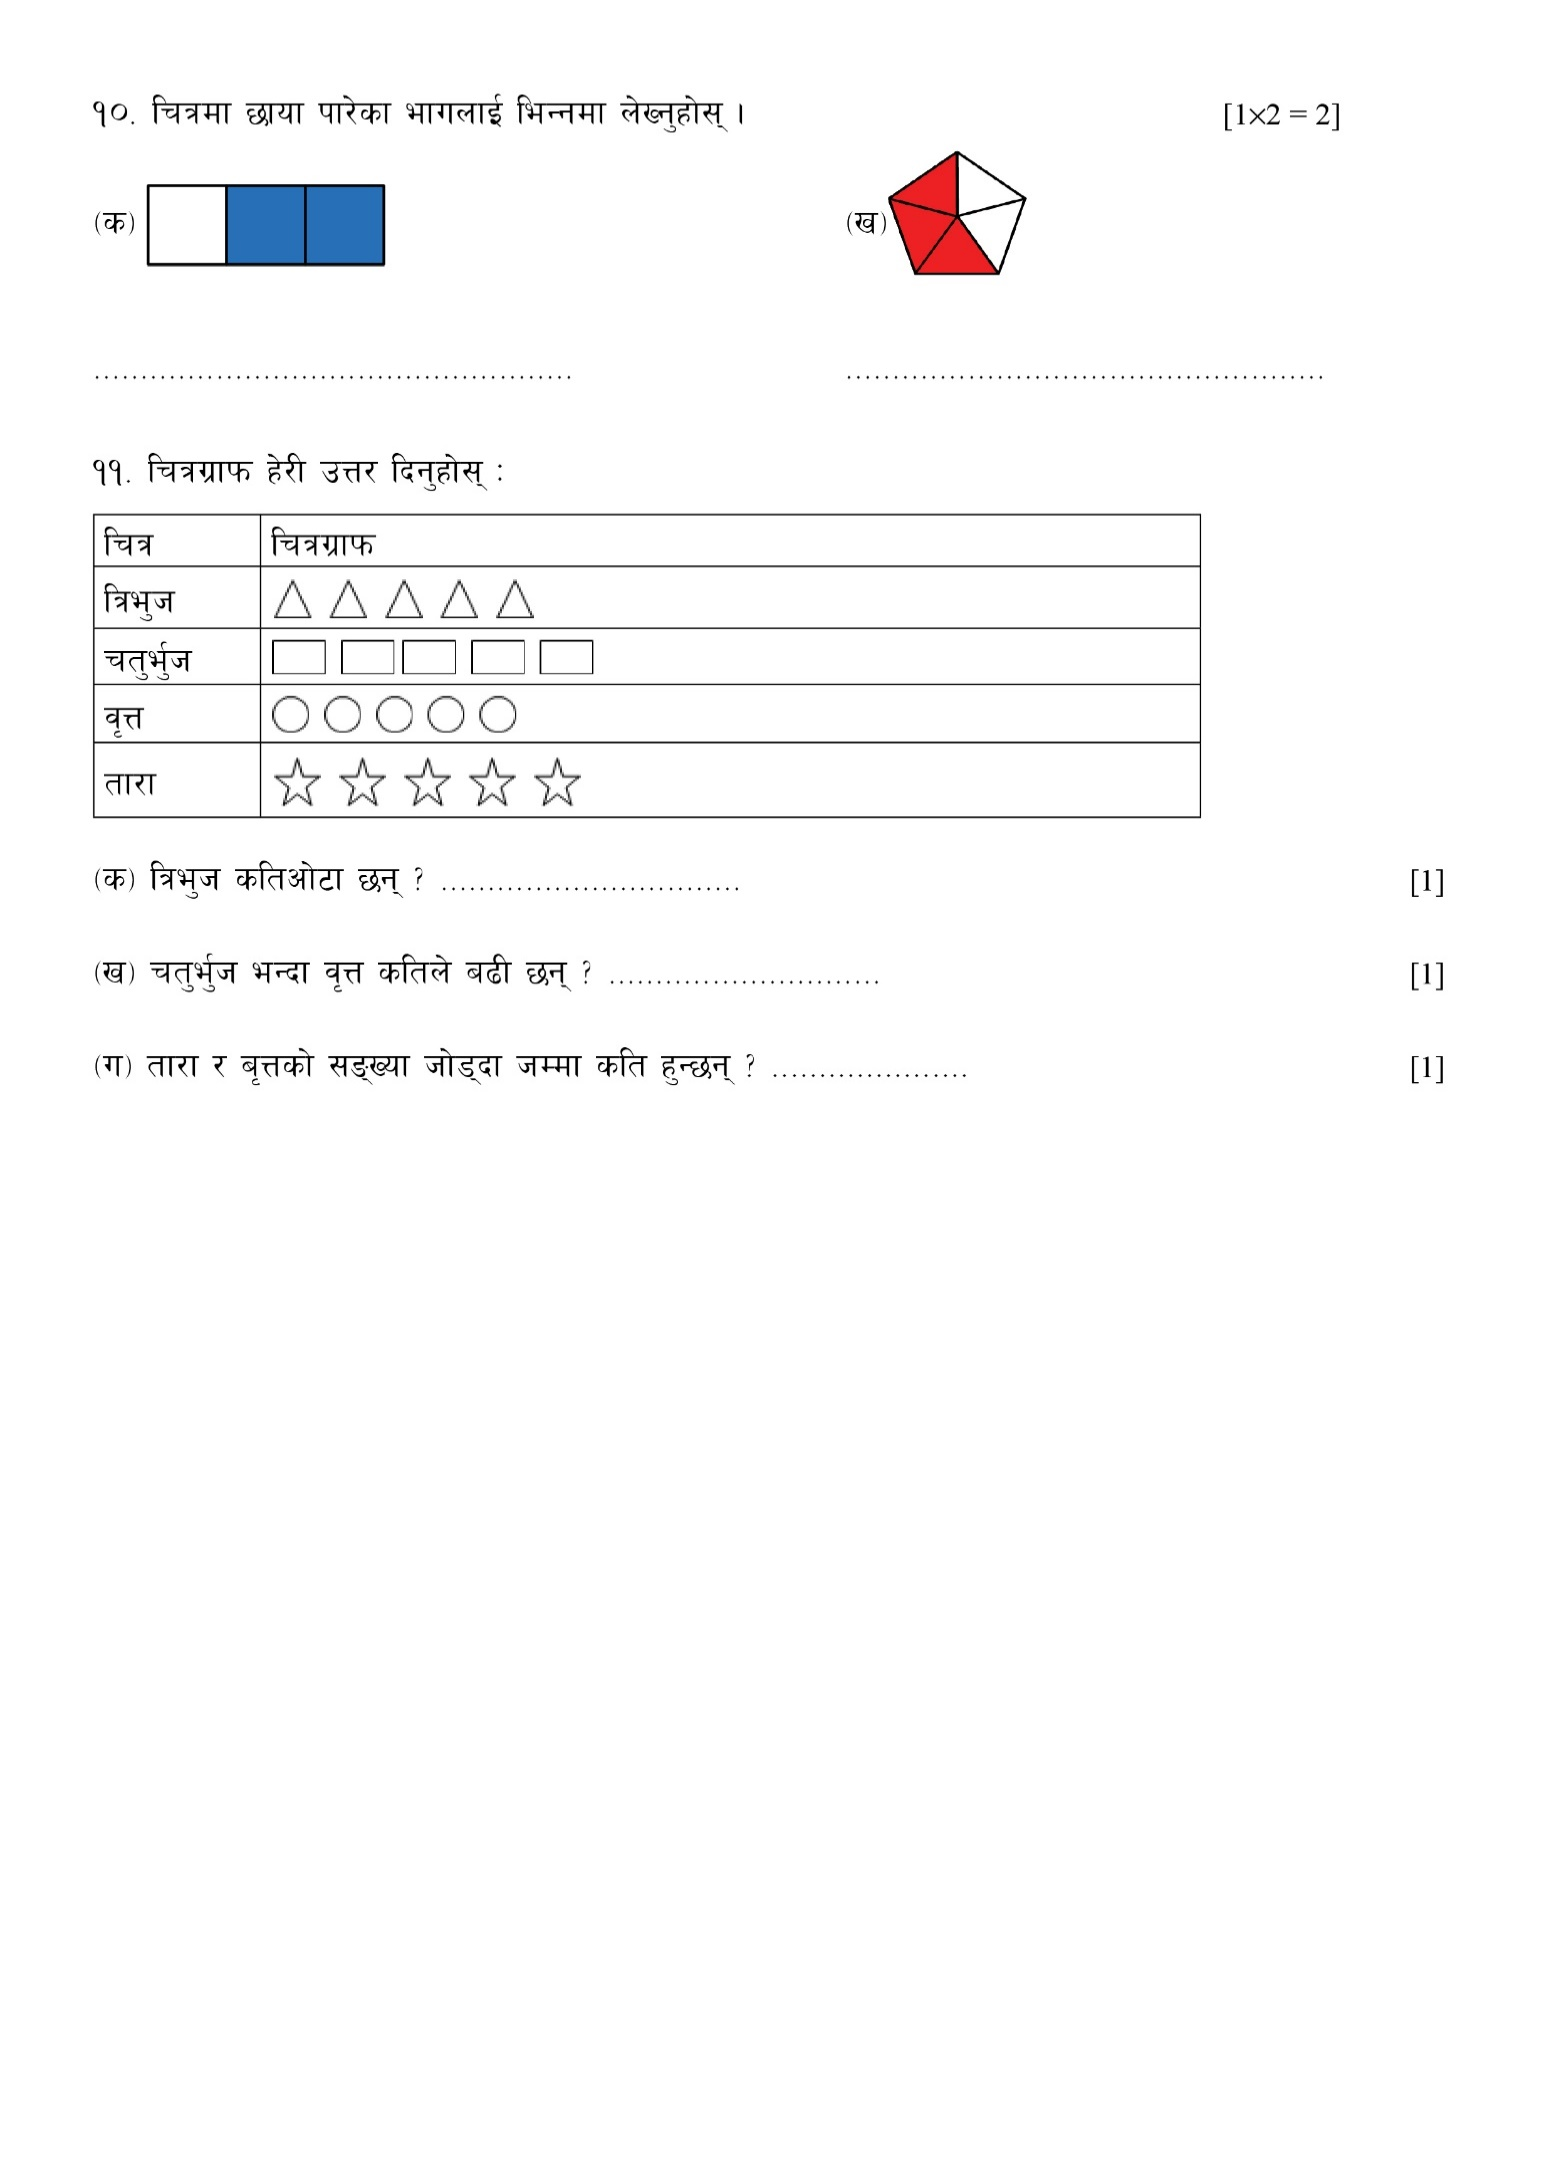 १०. चित्रमा छाया पारेका भागलाई भिन्नमा लेख्नुहोस् । [1×2 = 2]
(क) (ख)
.................................................. ..................................................
११. चित्रग्राफ हेरी उत्तर दिनुहोस् :
चित्र चित्रग्राफ
त्रिभुज
चतुर्भुज
वृत्त
तारा
(क) त्रिभुज कतिओटा छन् ? ................................ [1]
(ख) चतुर्भुज भन्दा वृत्त कतिले बढी छन् ? ............................. [1]
(ग) तारा र बृत्तको सङ्ख्या जोड्दा जम्मा कति हुन्छन् ? ..................... [1]